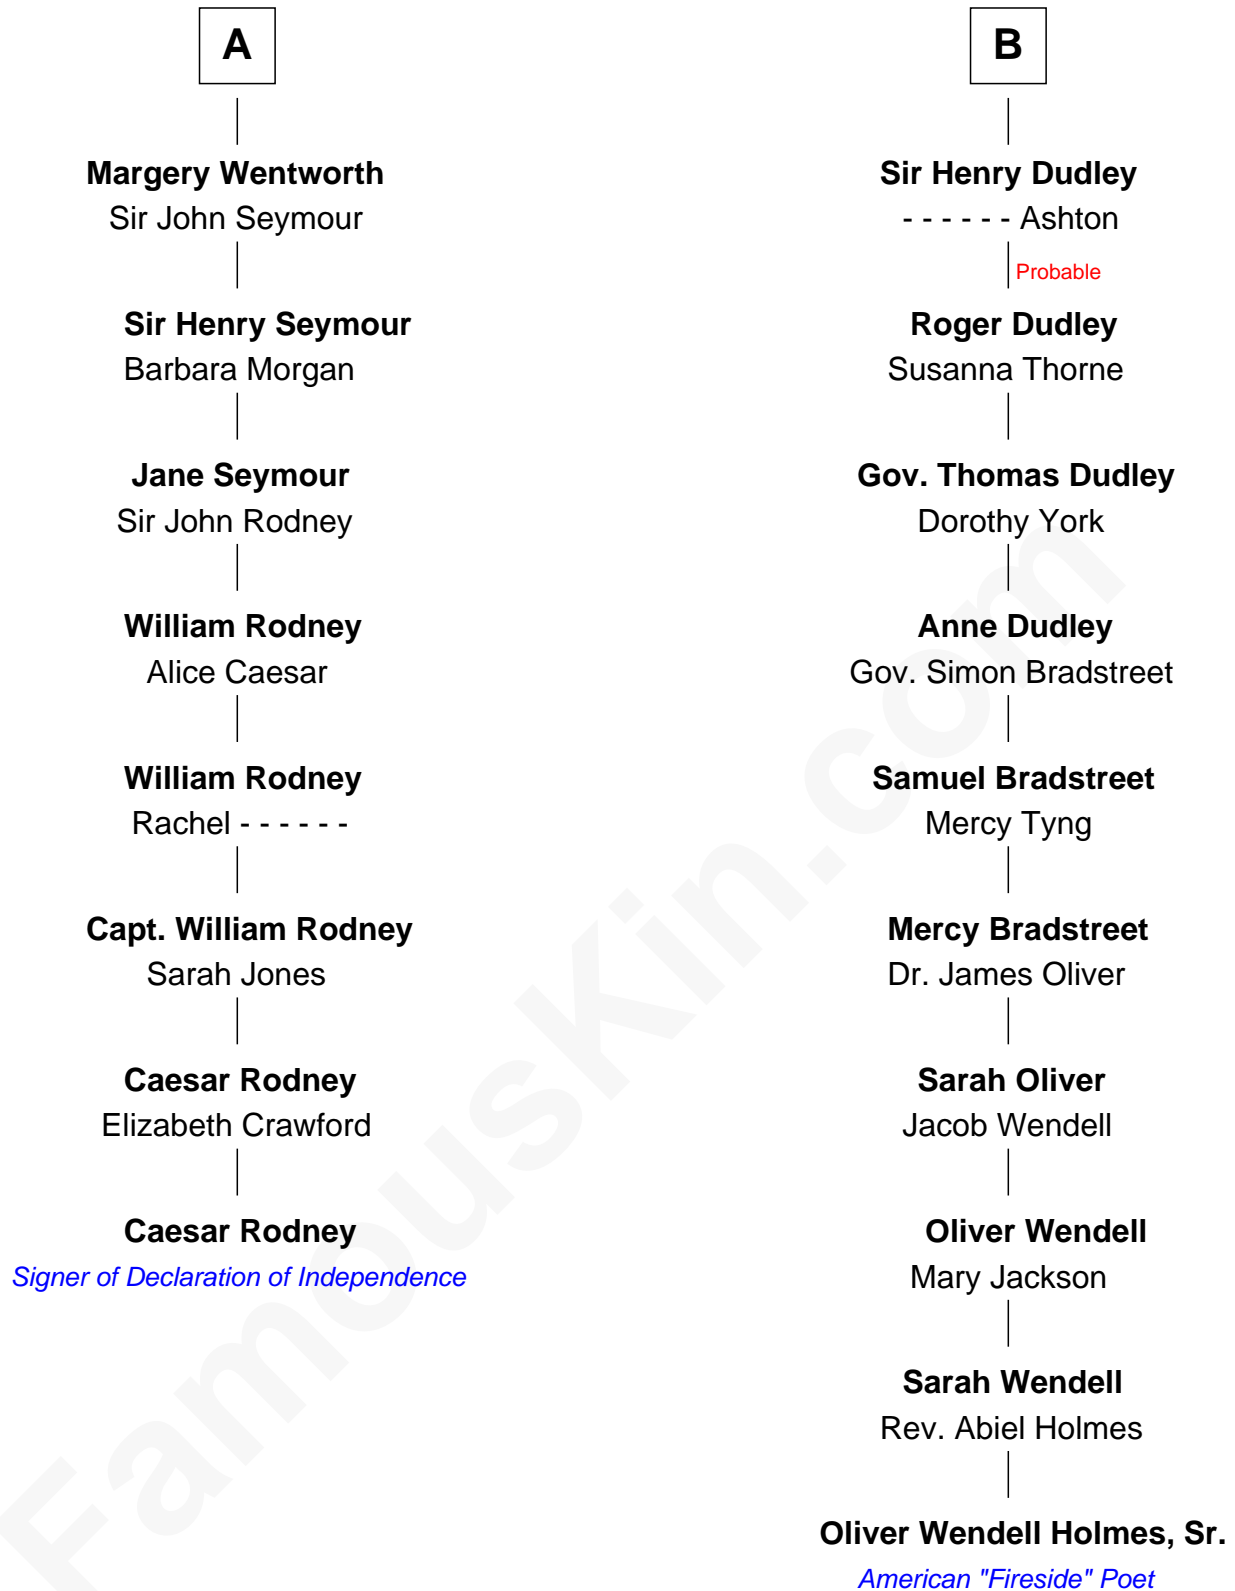 A
Margery Wentworth
Sir John Seymour
Sir Henry Seymour
Barbara Morgan
Jane Seymour
Sir John Rodney
William Rodney
Alice Caesar
William Rodney
Rachel - - - - - -
Capt. William Rodney
Sarah Jones
Caesar Rodney
Elizabeth Crawford
Caesar Rodney
Signer of Declaration of Independence
B
Sir Henry Dudley
- - - - - - Ashton
Probable
Roger Dudley
Susanna Thorne
Gov. Thomas Dudley
Dorothy York
Anne Dudley
Gov. Simon Bradstreet
Samuel Bradstreet
Mercy Tyng
Mercy Bradstreet
Dr. James Oliver
Sarah Oliver
Jacob Wendell
Oliver Wendell
Mary Jackson
Sarah Wendell
Rev. Abiel Holmes
Oliver Wendell Holmes, Sr.
American "Fireside" Poet
FamousKin.com